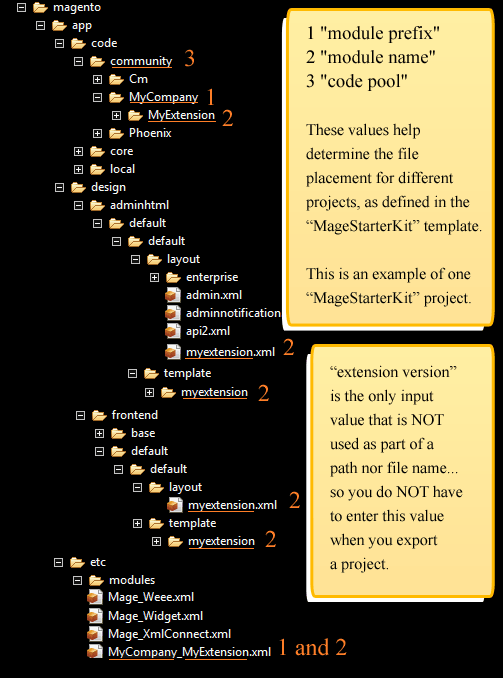 magento
app
code
community 3
Cm
MyCompany 1
MyExtension 2
Phoenix
core
local
design
adminhtml
default
default
layout
enterprise
admin.xml
adminnotification
api2.xml
myextension.xml 2
template
myextension 2
frontend
base
default
default
layout
myextension.xml 2
template
myextension 2
etc
modules
Mage_Weee.xml
Mage_Widget.xml
Mage_XmlConnect.xml
MyCompany_MyExtension.xml 1 and 2
1 "module prefix"
2 "module name"
3 "code pool"
These values help
determine the file
placement for different
projects, as defined in the
“MageStarterKit” template.
This is an example of one
“MageStarterKit” project.
“extension version”
is the only input
value that is NOT
used as part of a
path nor file name...
so you do NOT have
to enter this value
when you export
a project.